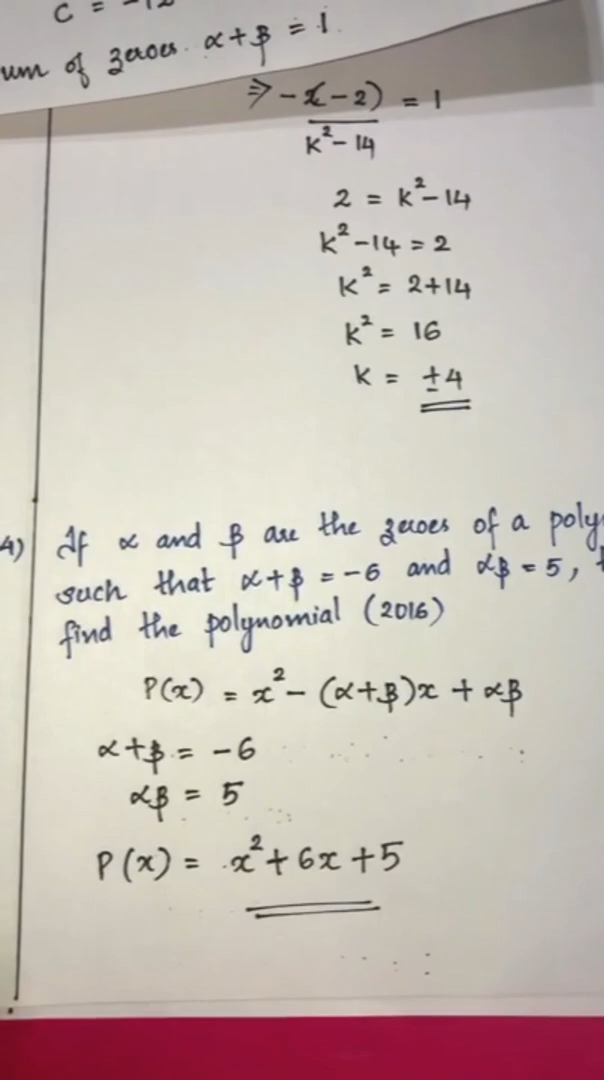 C = -12
um of zeroes α+β = 1.
⇒ -(-2) = 1
k²-14
2 = k²-14
k²-14 = 2
k² = 2+14
k² = 16
k = ±4
4) If α and β are the zeroes of a poly
such that α+β = -6 and αβ = 5,
find the polynomial (2016)
P(x) = x² - (α+β)x + αβ
α+β = -6
αβ = 5
P(x) = x²+6x+5